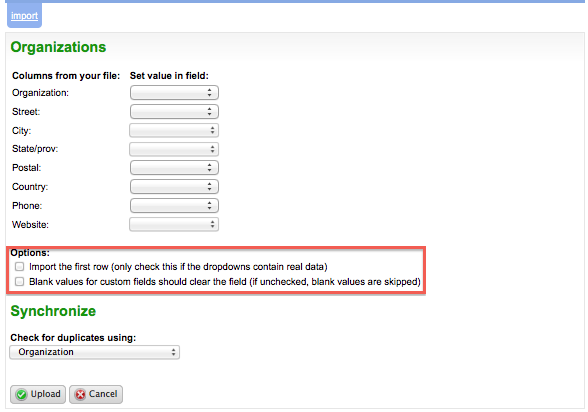 import
Organizations
Columns from your file: Set value in field:
Organization:
Street:
City:
State/prov:
Postal:
Country:
Phone:
Website:
Options:
Import the first row (only check this if the dropdowns contain real data)
Blank values for custom fields should clear the field (if unchecked, blank values are skipped)
Synchronize
Check for duplicates using:
Organization
Upload Cancel